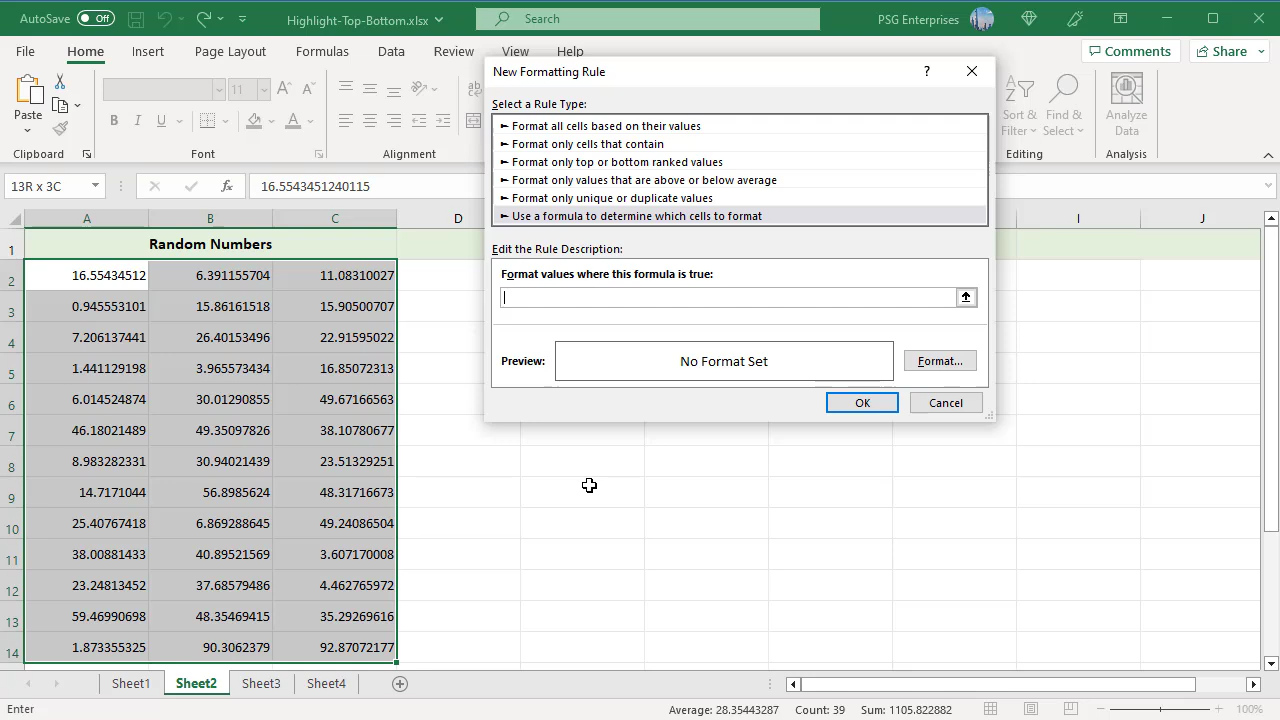 AutoSave Off Highlight-Top-Bottom.xlsx Search PSG Enterprises
File Home Insert Page Layout Formulas Data Review View Help Comments Share
New Formatting Rule ?
Select a Rule Type:
► Format all cells based on their values
► Format only cells that contain
► Format only top or bottom ranked values
► Format only values that are above or below average
► Format only unique or duplicate values
► Use a formula to determine which cells to format
Edit the Rule Description:
Format values where this formula is true:
Preview: No Format Set Format...
OK Cancel
Paste
11
B I U
ab
Sort & Filter
Find & Select
Analyze Data
Clipboard Font Alignment Editing Analysis
13R x 3C fx 16.5543451240115
A B C D I J
1 Random Numbers
2 16.55434512 6.391155704 11.08310027
3 0.945553101 15.86161518 15.90500707
4 7.206137441 26.40153496 22.91595022
5 1.441129198 3.965573434 16.85072313
6 6.014524874 30.01290855 49.67166563
7 46.18021489 49.35097826 38.10780677
8 8.983282331 30.94021439 23.51329251
9 14.7171044 56.8985624 48.31716673
10 25.40767418 6.869288645 49.24086504
11 38.00881433 40.89521569 3.607170008
12 23.24813452 37.68579486 4.462765972
13 59.46990698 48.35469415 35.29269616
14 1.873355325 90.3062379 92.87072177
Sheet1 Sheet2 Sheet3 Sheet4
Enter Average: 28.35443287 Count: 39 Sum: 1105.822882 100%